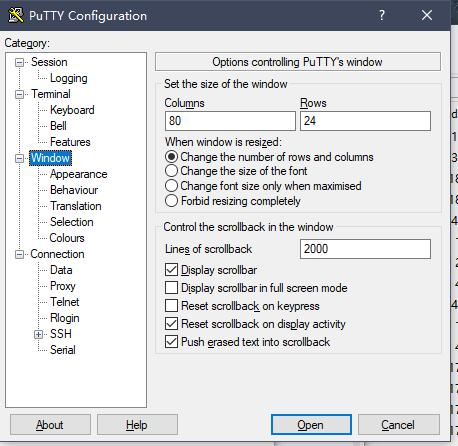 PuTTY Configuration
Category:
Session
Logging
Terminal
Keyboard
Bell
Features
Window
Appearance
Behaviour
Translation
Selection
Colours
Connection
Data
Proxy
Telnet
Rlogin
SSH
Serial
Options controlling PuTTY's window
Set the size of the window
Columns Rows
80 24
When window is resized:
Change the number of rows and columns
Change the size of the font
Change font size only when maximised
Forbid resizing completely
Control the scrollback in the window
Lines of scrollback 2000
Display scrollbar
Display scrollbar in full screen mode
Reset scrollback on keypress
Reset scrollback on display activity
Push erased text into scrollback
About Help Open Cancel